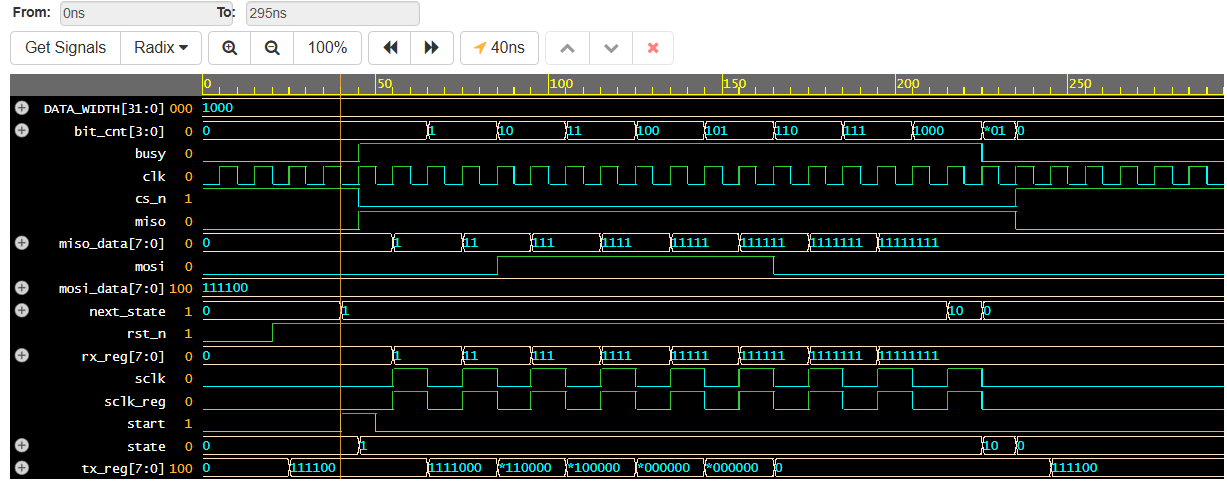 From: 0ns To: 295ns
Get Signals Radix 100% 40ns
0 50 100 150 200 250
DATA_WIDTH[31:0] 000 1000
bit_cnt[3:0] 0 0 1 10 11 100 101 110 111 1000 *01 0
busy 0
clk 0
cs_n 1
miso 0
miso_data[7:0] 0 0 1 11 111 1111 11111 111111 1111111 11111111
mosi 0
mosi_data[7:0] 100 111100
next_state 1 0 1 10 0
rst_n 1
rx_reg[7:0] 0 0 1 11 111 1111 11111 111111 1111111 11111111
sclk 0
sclk_reg 0
start 1
state 0 0 1 10 0
tx_reg[7:0] 100 0 111100 1111000 *110000 *100000 *000000 *000000 0 111100